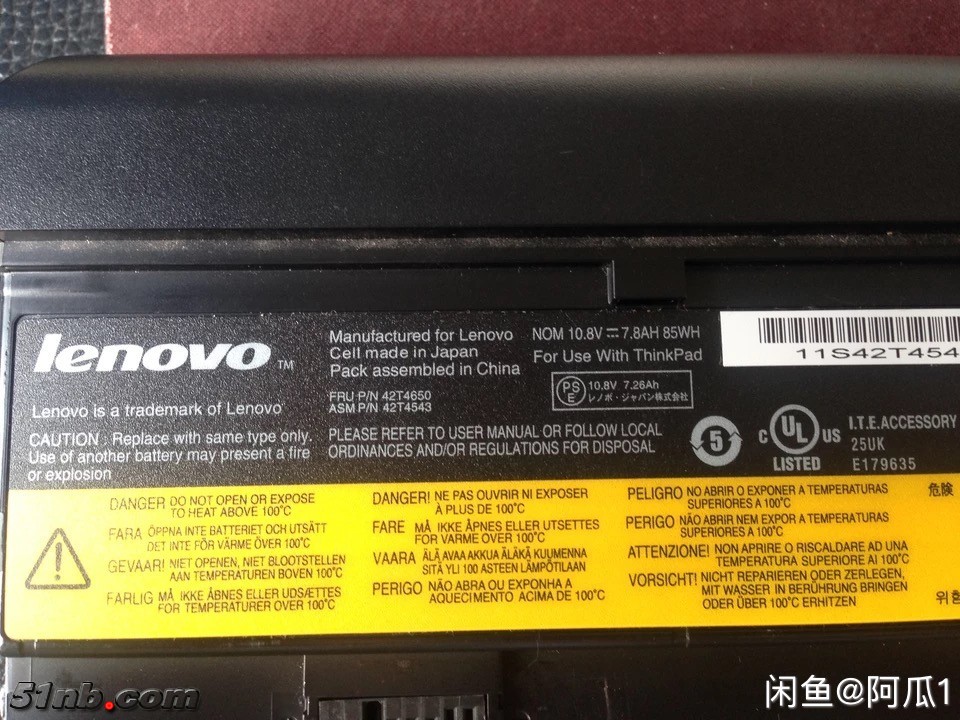 lenovo™
Lenovo is a trademark of Lenovo
CAUTION : Replace with same type only.
Use of another battery may present a fire
or explosion
Manufactured for Lenovo
Cell made in Japan
Pack assembled in China
FRU P/N 42T4650
ASM P/N 42T4543
NOM 10.8V ⎓ 7.8AH 85WH
For Use With ThinkPad
PSE
10.8V 7.26Ah
レノボ・ジャパン株式会社
11S42T454
PLEASE REFER TO USER MANUAL OR FOLLOW LOCAL
ORDINANCES AND/OR REGULATIONS FOR DISPOSAL
5
c UL US
LISTED
I.T.E.ACCESSORY
25UK
E179635
DANGER DO NOT OPEN OR EXPOSE
TO HEAT ABOVE 100°C
FARA ÖPPNA INTE BATTERIET OCH UTSÄTT
DET INTE FÖR VÄRME ÖVER 100°C
GEVAAR! NIET OPENEN, NIET BLOOTSTELLEN
AAN TEMPERATUREN BOVEN 100°C
FARLIG MÅ IKKE ÅBNES ELLER UDSÆTTES
FOR TEMPERATURER OVER 100°C
DANGER! NE PAS OUVRIR NI EXPOSER
À PLUS DE 100°C
FARE MÅ IKKE ÅPNES ELLER UTSETTES
FOR VARME OVER 100°C
VAARA ÄLÄ AVAA AKKUA ÄLÄKÄ KUUMENNA
SITÄ YLI 100 ASTEEN LÄMPÖTILAAN
PERIGO NÃO ABRA OU EXPONHA A
AQUECIMENTO ACIMA DE 100°C
PELIGRO NO ABRIR O EXPONER A TEMPERATURAS
SUPERIORES A 100°C
PERIGO NÃO ABRIR NEM EXPOR A TEMPERATURAS
SUPERIORES A 100°C
ATTENZIONE! NON APRIRE O RISCALDARE AD UNA
TEMPERATURA SUPERIORE AI 100°C
VORSICHT! NICHT REPARIEREN ODER ZERLEGEN,
MIT WASSER IN BERÜHRUNG BRINGEN
ODER ÜBER 100°C ERHITZEN
危険
위험
51nb.com
闲鱼@阿瓜1